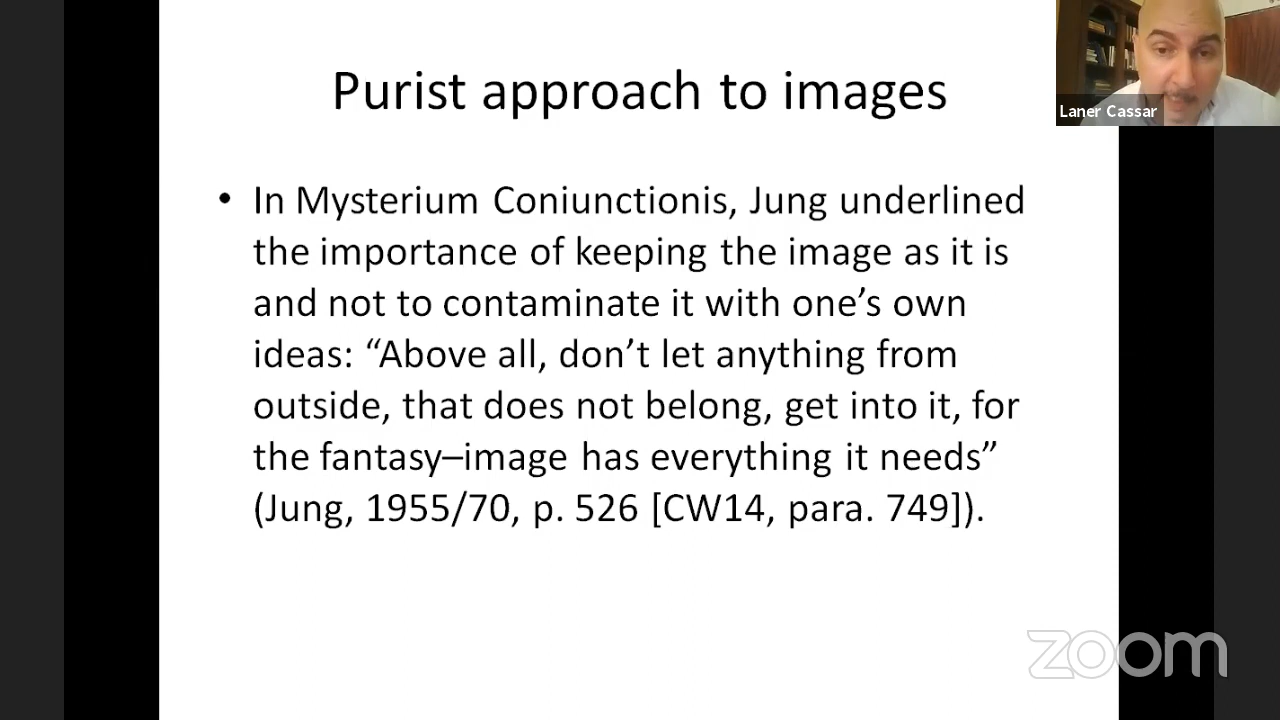 Purist approach to images
Laner Cassar
• In Mysterium Coniunctionis, Jung underlined
the importance of keeping the image as it is
and not to contaminate it with one’s own
ideas: “Above all, don’t let anything from
outside, that does not belong, get into it, for
the fantasy–image has everything it needs”
(Jung, 1955/70, p. 526 [CW14, para. 749]).
zoom